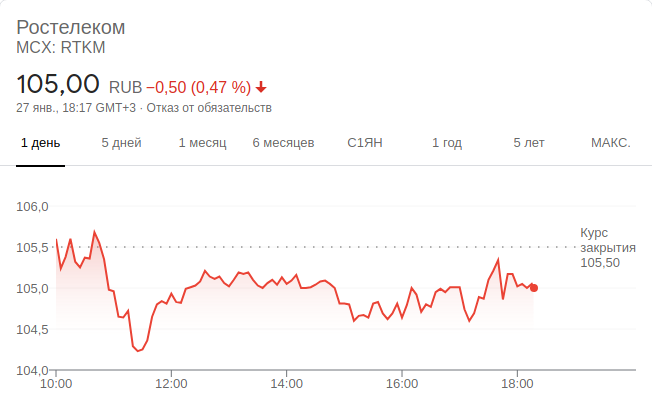 Ростелеком
MCX: RTKM
105,00 RUB −0,50 (0,47 %)
27 янв., 18:17 GMT+3 · Отказ от обязательств
1 день 5 дней 1 месяц 6 месяцев С1ЯН 1 год 5 лет МАКС.
106,0
105,5
105,0
104,5
104,0
Курс
закрытия
105,50
10:00 12:00 14:00 16:00 18:00